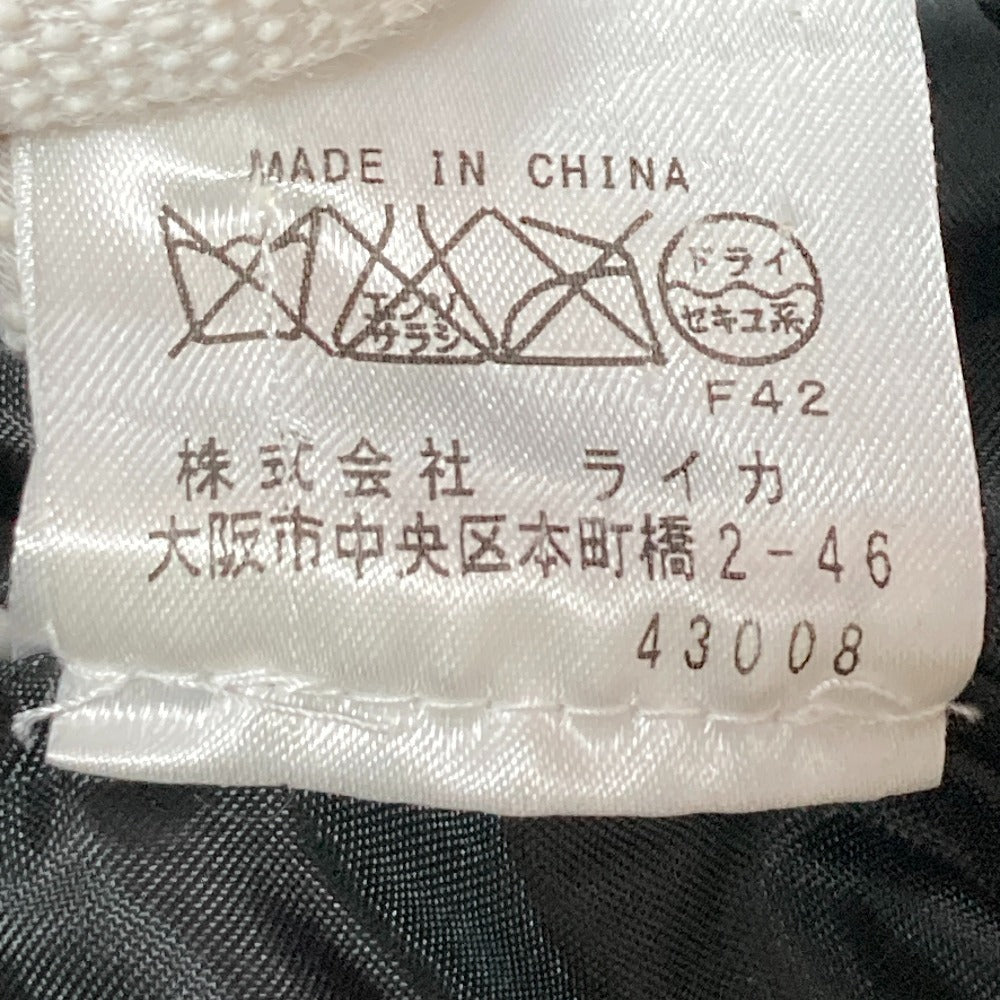 MADE IN CHINA
エンソ
サラシ
ドライ
セキユ系
F42
株式会社 ライカ
大阪市中央区本町橋2-46
43008